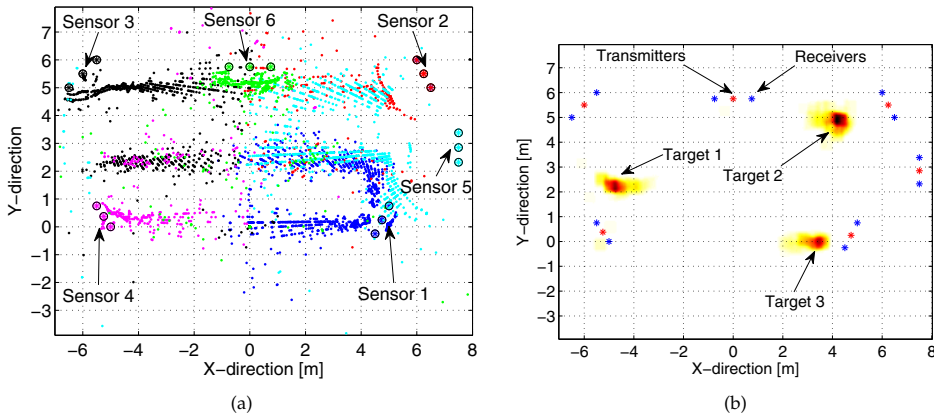 Sensor 3
Sensor 6
Sensor 2
Sensor 5
Sensor 4
Sensor 1
8
7
6
5
4
3
2
1
0
−1
−2
−3
−6
−4
−2
0
2
4
6
8
Y-direction
X-direction [m]
(a)
Transmitters
Receivers
Target 1
Target 2
Target 3
7
6
5
4
3
2
1
0
−1
−2
−3
−6
−4
−2
0
2
4
6
8
Y-direction [m]
X-direction [m]
(b)